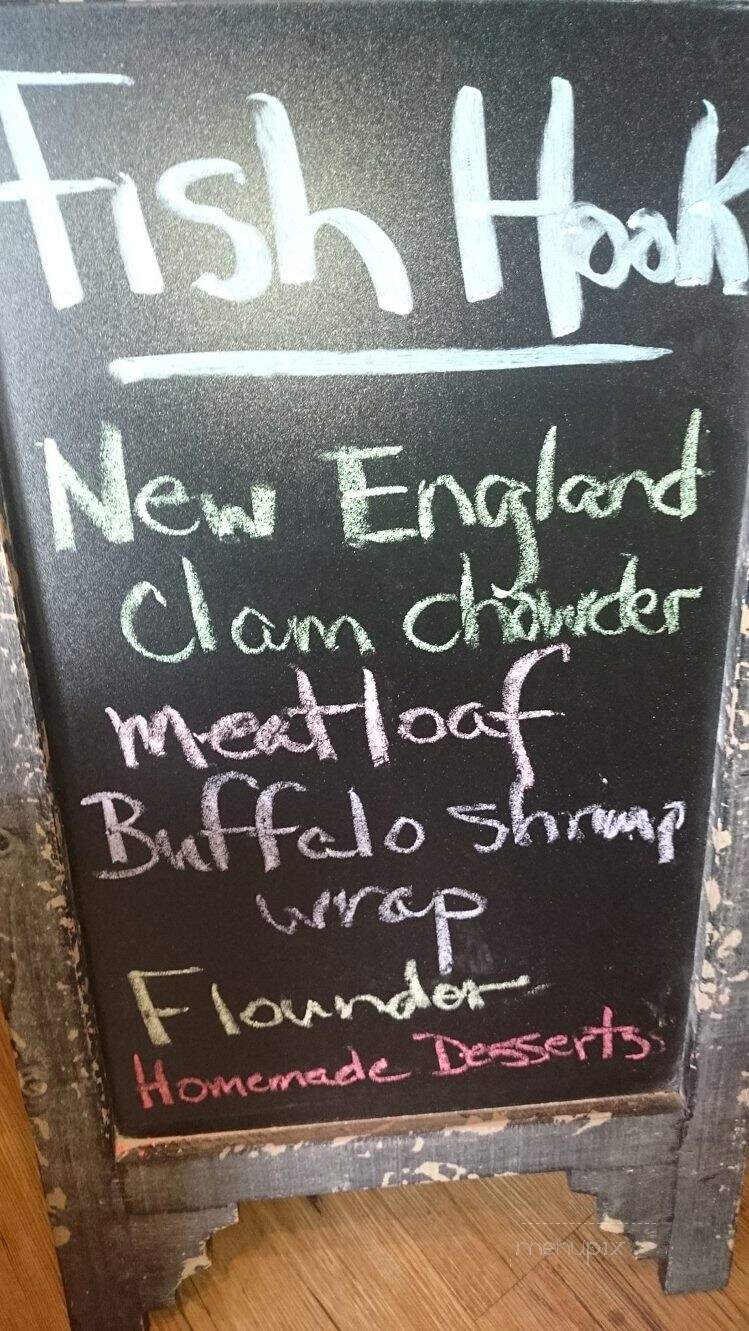 Fish Hook
New England
Clam chowder
meatloaf
Buffalo shrimp
wrap
Flounder
Homemade Desserts
menupix